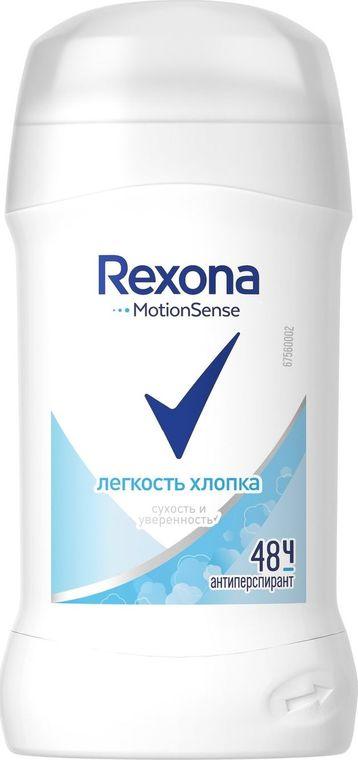 Rexona
MotionSense
67560002
легкость хлопка
сухость и
уверенность
48ч
антиперспирант